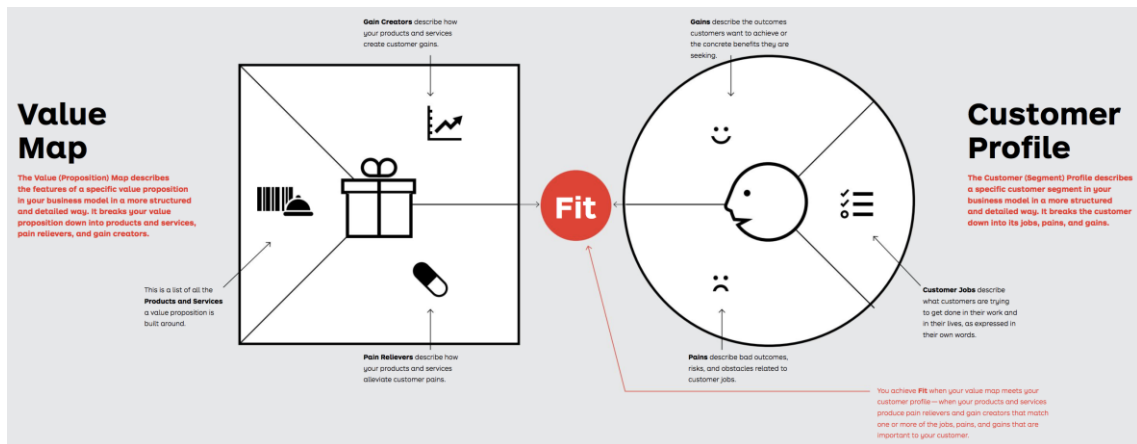 Gain Creators describe how
your products and services
create customer gains.
Gains describe the outcomes
customers want to achieve or
the concrete benefits they are
seeking.
Value
Map
The Value (Proposition) Map describes
the features of a specific value proposition
in your business model in a more structured
and detailed way. It breaks your value
proposition down into products and services,
pain relievers, and gain creators.
Fit
Customer
Profile
The Customer (Segment) Profile describes
a specific customer segment in your
business model in a more structured
and detailed way. It breaks the customer
down into its jobs, pains, and gains.
This is a list of all the
Products and Services
a value proposition is
built around.
Customer Jobs describe
what customers are trying
to get done in their work and
in their lives, as expressed in
their own words.
Pain Relievers describe how
your products and services
alleviate customer pains.
Pains describe bad outcomes,
risks, and obstacles related to
customer jobs.
You achieve Fit when your value map meets your
customer profile—when your products and services
produce pain relievers and gain creators that match
one or more of the jobs, pains, and gains that are
important to your customer.